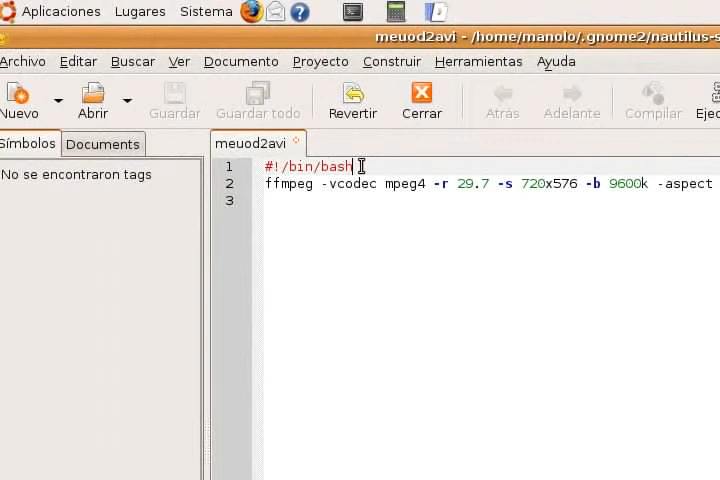 Aplicaciones Lugares Sistema
meuod2avi - /home/manolo/.gnome2/nautilus-s
Archivo Editar Buscar Ver Documento Proyecto Construir Herramientas Ayuda
Nuevo Abrir Guardar Guardar todo Revertir Cerrar Atrás Adelante Compilar Ejec
Símbolos Documents meuod2avi
No se encontraron tags
1 #!/bin/bash
2 ffmpeg -vcodec mpeg4 -r 29.7 -s 720x576 -b 9600k -aspect
3